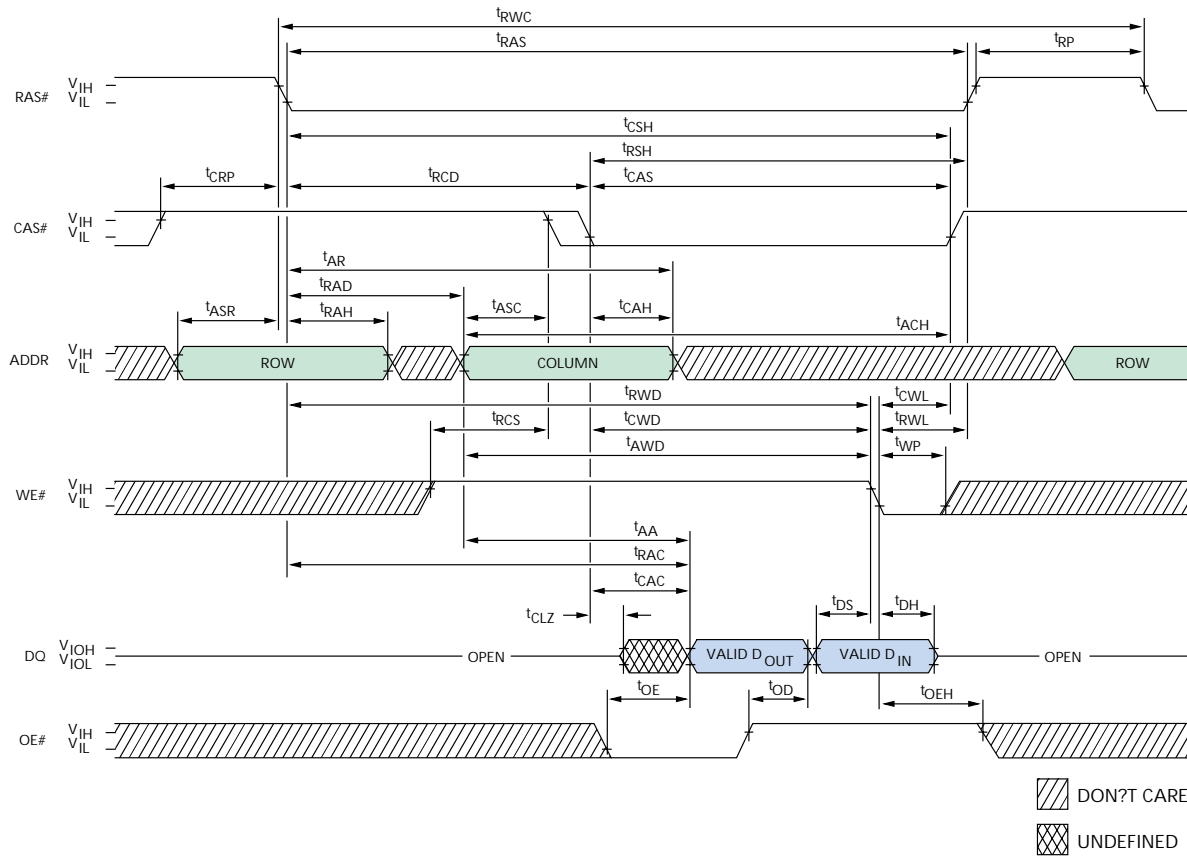 tRWC
tRAS
tRP
RAS#
VIH
VIL
tCSH
tRSH
tCRP
tRCD
tCAS
CAS#
VIH
VIL
tAR
tRAD
tASC
tCAH
tASR
tRAH
tACH
ADDR
VIH
VIL
ROW
COLUMN
ROW
tRWD
tCWL
tRCS
tCWD
tRWL
tAWD
tWP
WE#
VIH
VIL
tAA
tRAC
tCAC
tCLZ
tDS
tDH
DQ
VIOH
VIOL
OPEN
VALID DOUT
VALID DIN
OPEN
tOE
tOD
tOEH
OE#
VIH
VIL
DON?T CARE
UNDEFINED